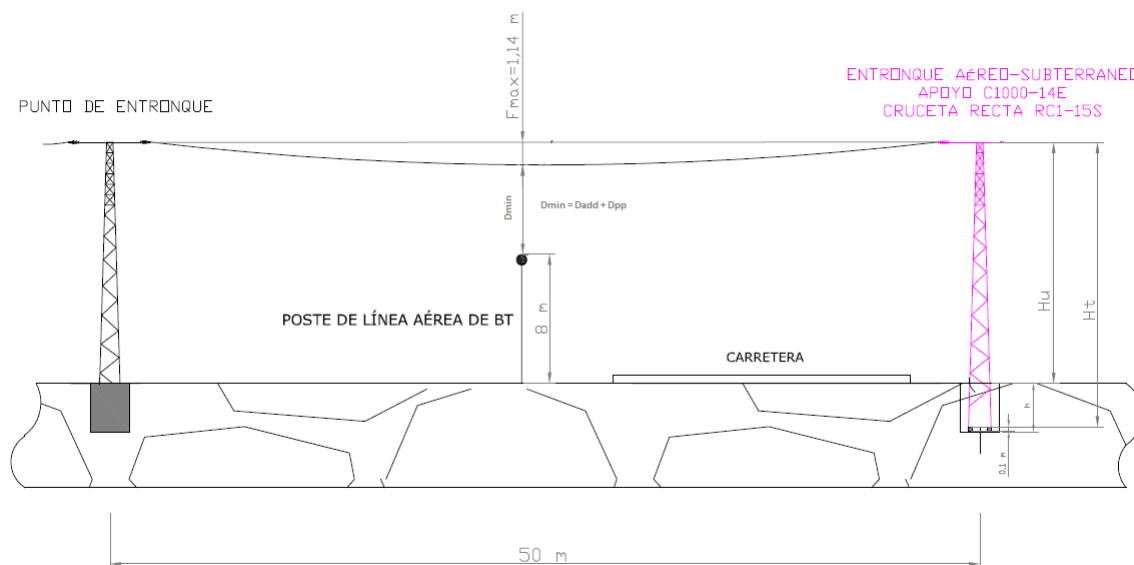 Fmax=1,14 m
ENTRONQUE AéREO-SUBTERRANEO
APOYO C1000-14E
CRUCETA RECTA RC1-15S
PUNTO DE ENTRONQUE
Dmin
Dmin = Dadd + Dpp
8 m
POSTE DE LÍNEA AÉREA DE BT
CARRETERA
Hu
Ht
h
0,1 m
50 m